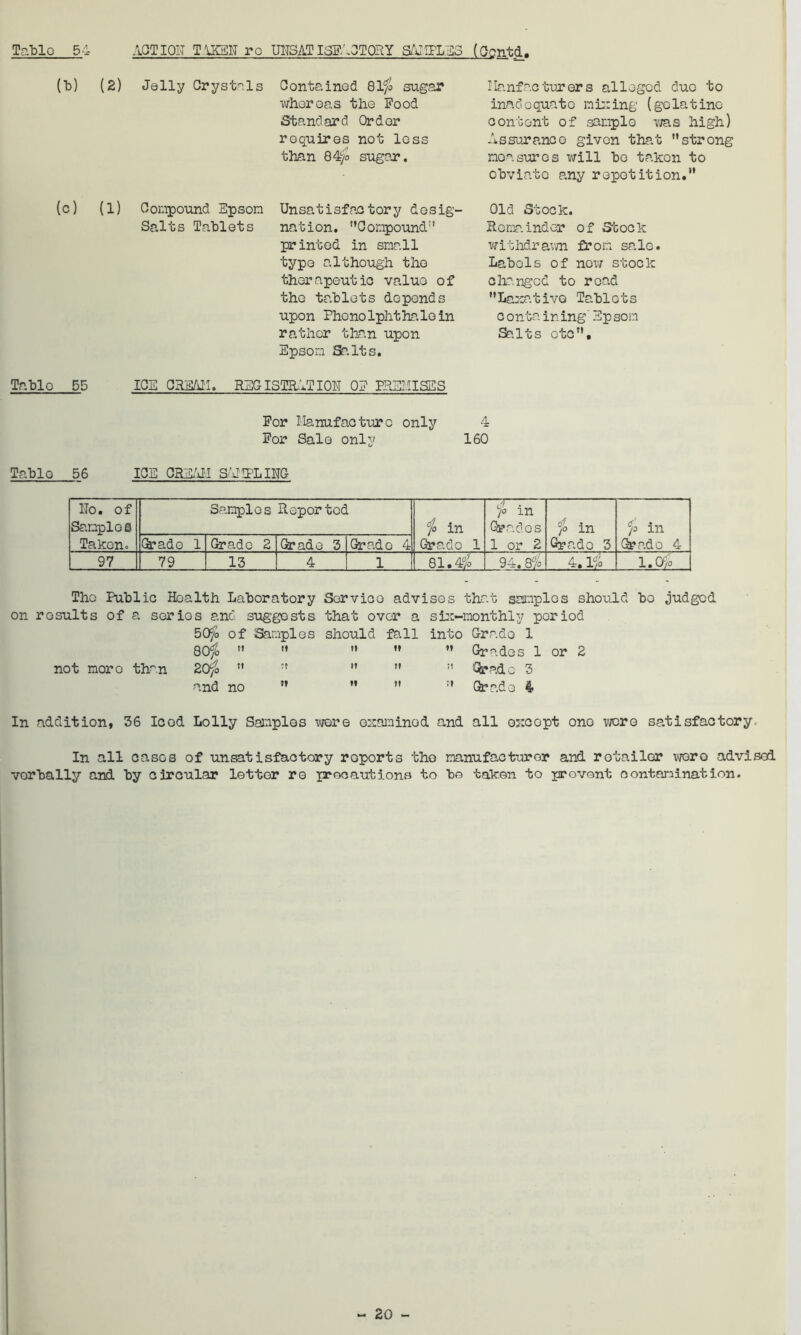 Table 54 ACTION TAKEN re UNSATISFACTORY SAMPLES (Contd.
(b) (2) Jelly Crystals Contained 81% sugar Manfacturers alleged due to
whereas the Food inadequate mixing (gelatine
Standard Order content of sample was high)
requires not less Assurance given that "strong
than 84% sugar. measures will be taken to
obviate any repetition."
(c) (1) Compound Epsom Unsatisfactory desig- Old Stock.
Salts Tablets nation. "Compound" Remainder of Stock
printed in small withdrawn from sale.
type although the Labels of new stock
therapeutic value of changed to read
the tablets depends "Laxative Tablets
upon Phenolphthalein containing Epsom
rather than upon Salts etc".
Epsom Salts.
Table 55 ICE CREAM. REGISTRATION OF PREMISES
For Manufacture only 4
For Sale only 160
Table 56 ICE CREAM SAMPLING
No. of Samples Reported % in
Samples % in Grades % in % in
Taken. Grade 1 Grade 2 Grade 3 Grade 4 Grade 1 1 or 2 Grade 3 Grade 4
97 79 13 4 1 81.4% 94.8% 4.1% 1.0%
The Public Health Laboratory Service advises that samples should be judged
on results of a series and suggests that over a six-monthly period
50% of Samples should fall into Grade 1
80% " " " " " Grades 1 or 2
not more than 20% " " " " " Grade 3
and no " " " " Grade 4
In addition, 36 Iced Lolly Samples were examined and all except one were satisfactory.
In all cases of unsatisfactory reports the manufacturer and retailer were advised
verbally and by circular letter re precautions to be taken to prevent contamination.
- 20 -